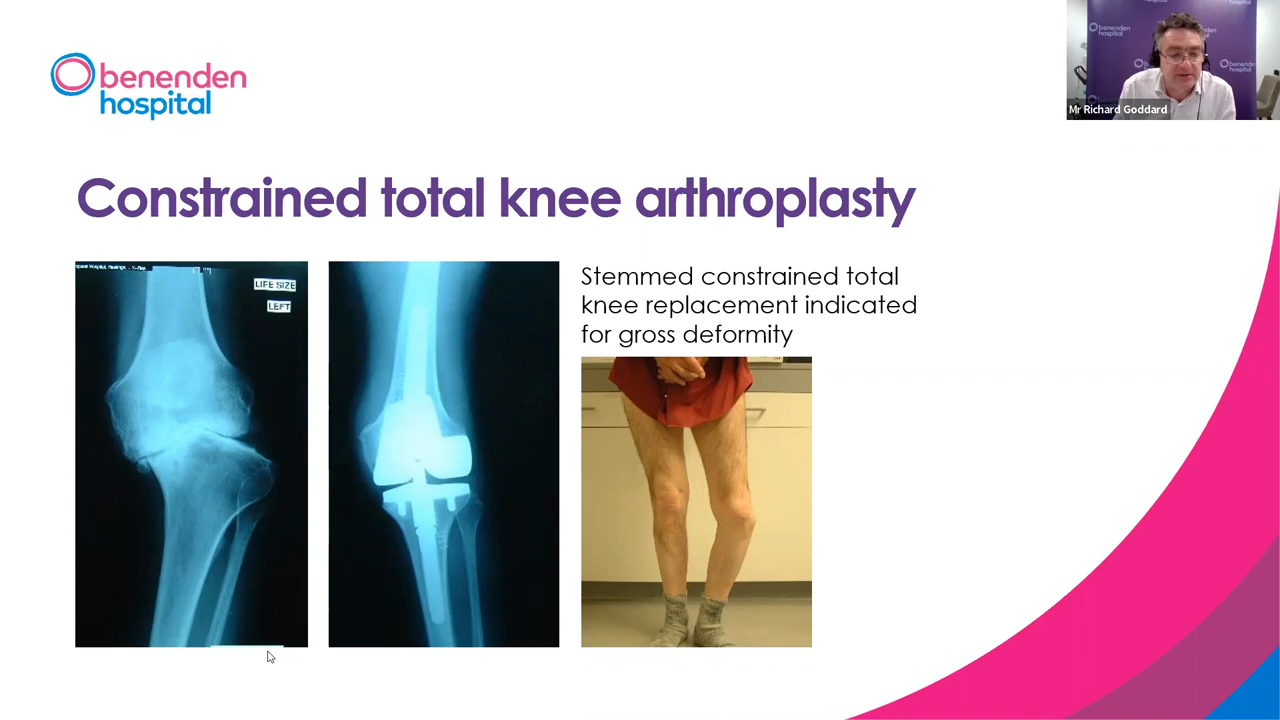 benenden
hospital
Mr Richard Goddard
Constrained total knee arthroplasty
LIFE SIZE
LEFT
Stemmed constrained total
knee replacement indicated
for gross deformity